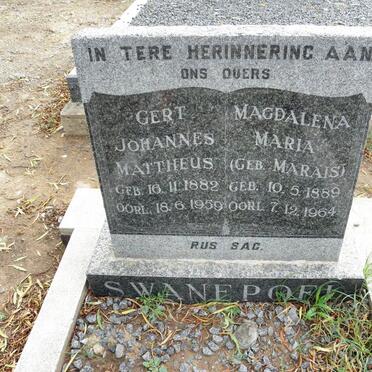 IN TERE HERINNERING AAN
ONS OUERS
GERT
JOHANNES
MATTHEUS
GEB. 16.11.1882
OORL. 18.6.1959
MAGDALENA
MARIA
(GEB. MARAIS)
GEB. 10.5.1889
OORL. 7.12.1964
RUS SAG.
SWANEPOEL